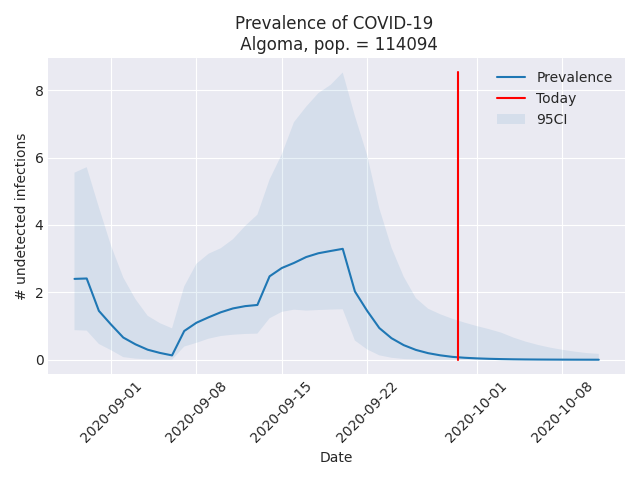 Prevalence of COVID-19
Algoma, pop. = 114094
Prevalence
Today
95CI
# undetected infections
8
6
4
2
0
2020-09-01
2020-09-08
2020-09-15
2020-09-22
2020-10-01
2020-10-08
Date